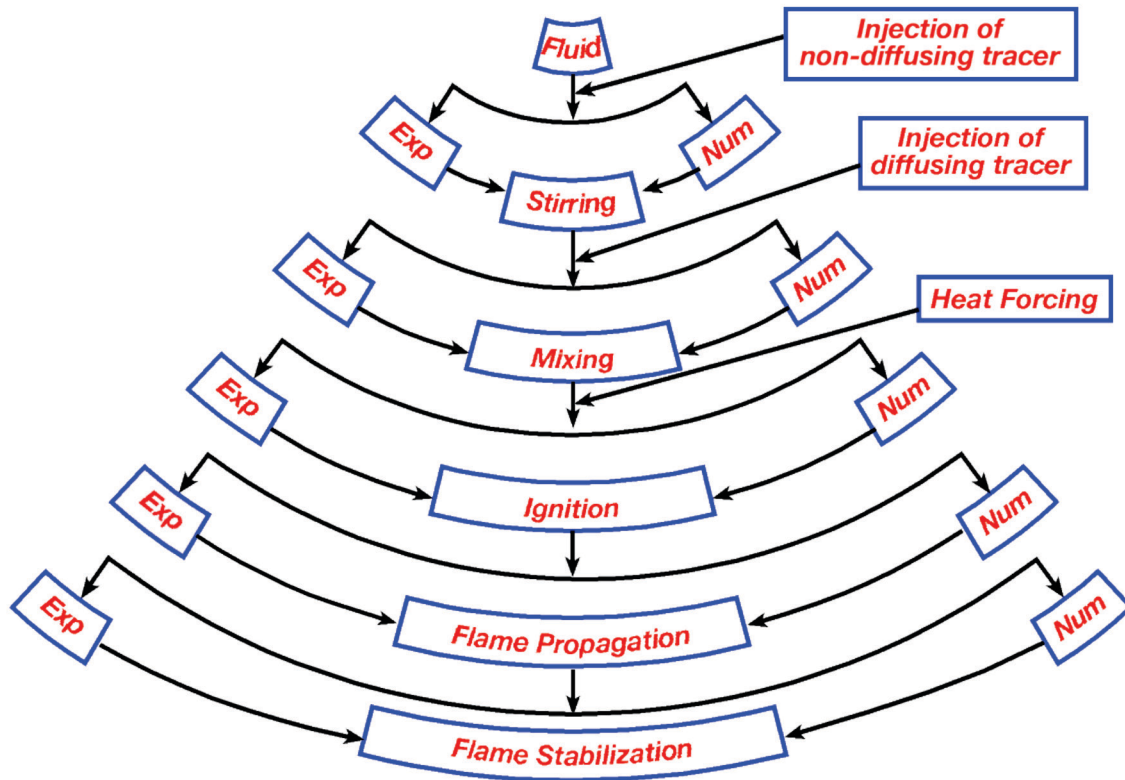 Fluid
Injection of
non-diffusing tracer
Exp
Num
Injection of
diffusing tracer
Stirring
Exp
Num
Heat Forcing
Mixing
Exp
Num
Ignition
Exp
Num
Flame Propagation
Exp
Num
Flame Stabilization